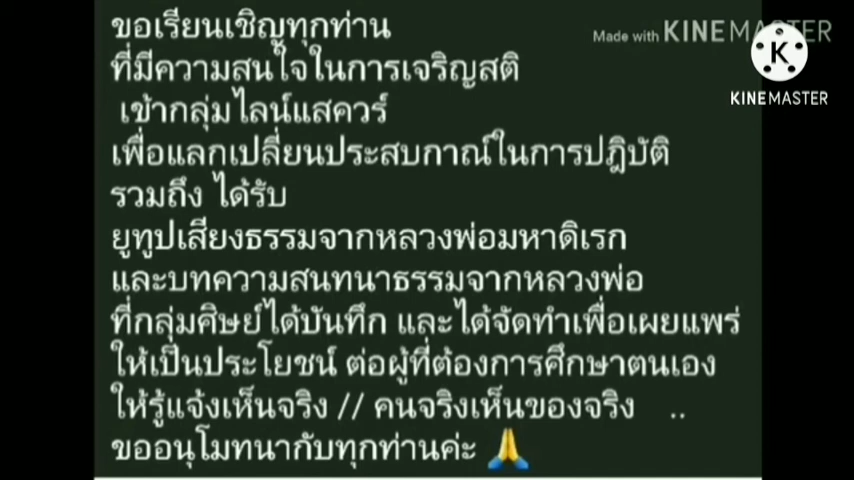 ขอเรียนเชิญทุกท่าน
Made with KINEMASTER
ที่มีความสนใจในการเจริญสติ
K
KINEMASTER
เข้ากลุ่มไลน์แสควร์
เพื่อแลกเปลี่ยนประสบกาณ์ในการปฎิบัติ
รวมถึง ได้รับ
ยูทูปเสียงธรรมจากหลวงพ่อมหาดิเรก
และบทความสนทนาธรรมจากหลวงพ่อ
ที่กลุ่มศิษย์ได้บันทึก และได้จัดทำเพื่อเผยแพร่
ให้เป็นประโยชน์ ต่อผู้ที่ต้องการศึกษาตนเอง
ให้รู้แจ้งเห็นจริง // คนจริงเห็นของจริง ..
ขออนุโมทนากับทุกท่านค่ะ 🙏